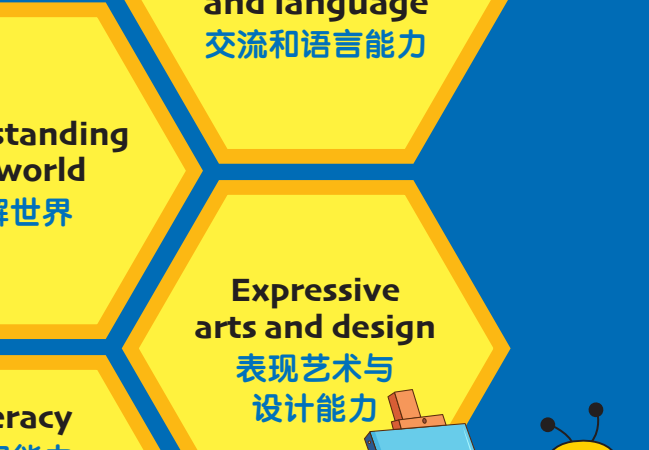 and language
交流和语言能力
standing
world
解世界
Expressive
arts and design
表现艺术与
设计能力
eracy